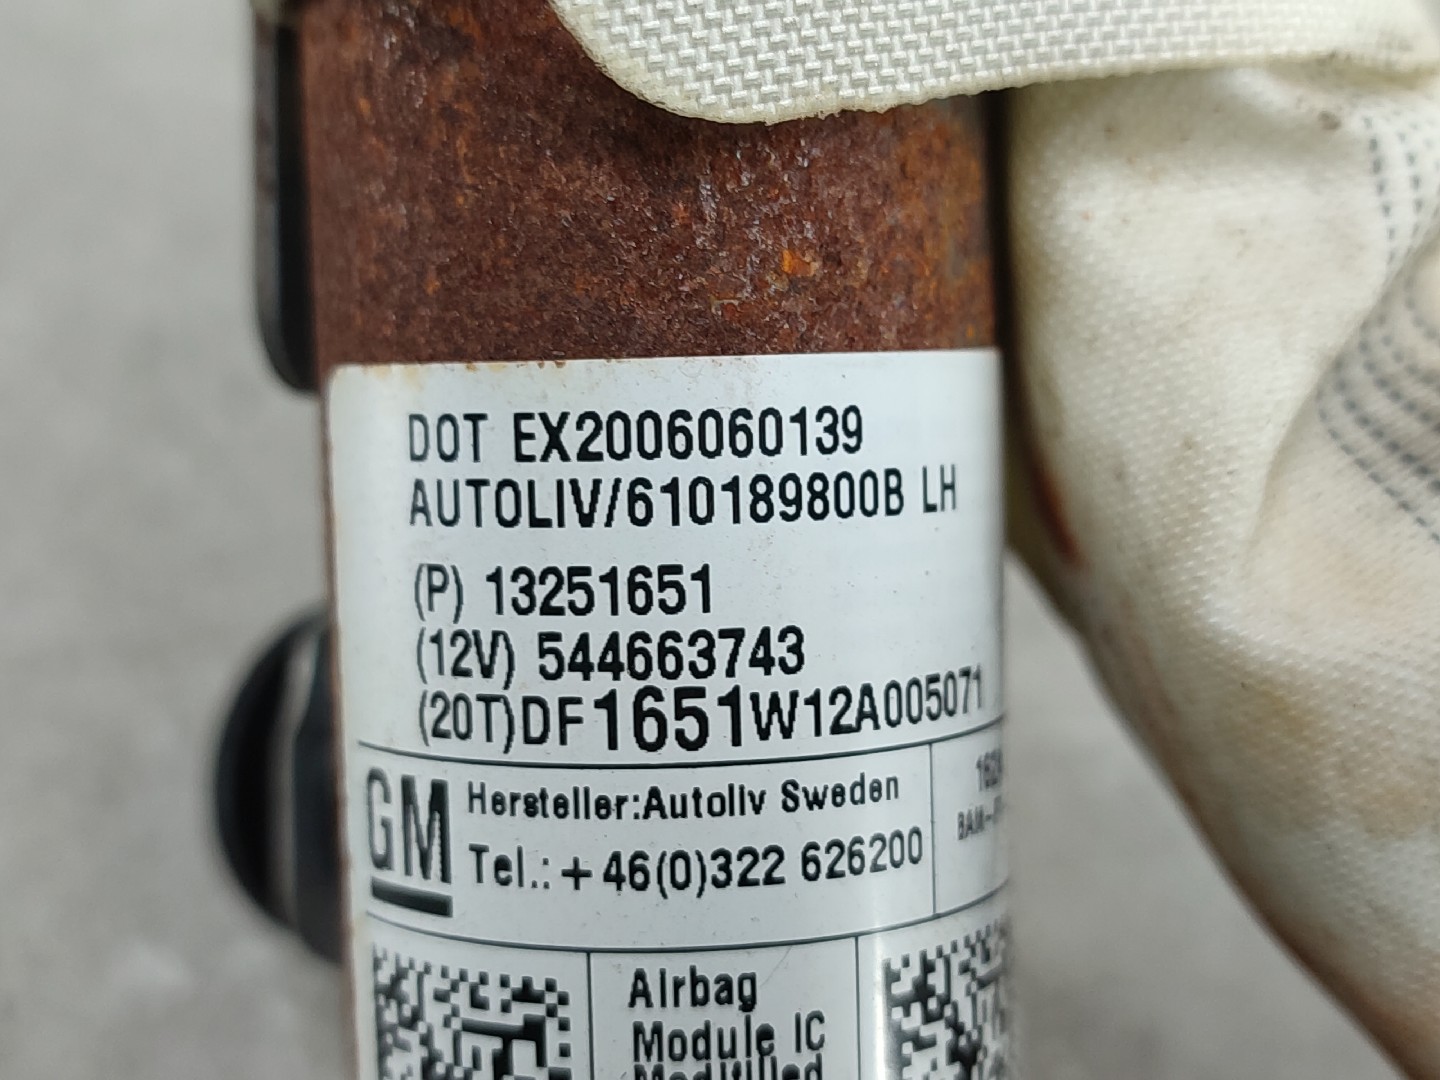 DOT EX2006060139
AUTOLIV/610189800B LH
(P) 13251651
(12V) 544663743
(20T)DF1651W12A005071
GM
Hersteller:Autoliv Sweden
Tel.:+46(0)322 626200
Airbag
Module IC